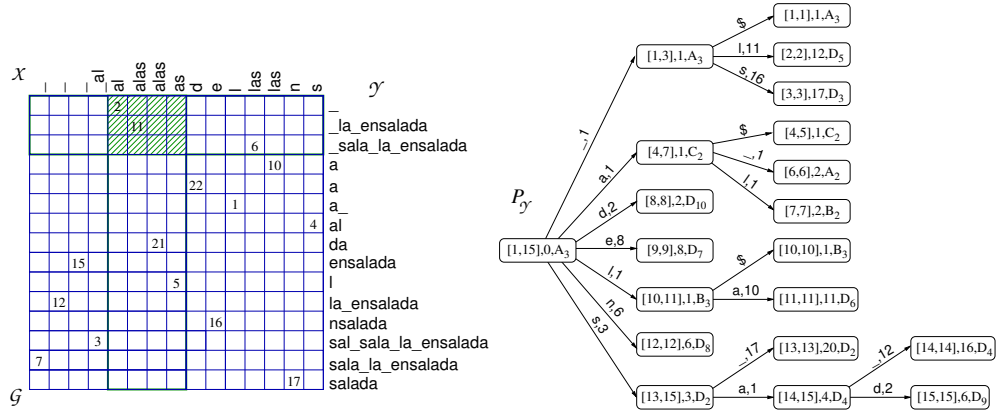 X
_ _ _ _al al alas alas as d e l las las n s
Y
2 _
11 _la_ensalada
6 _sala_la_ensalada
10 a
22 a
1 a_
4 al
21 da
15 ensalada
5 l
12 la_ensalada
16 nsalada
3 sal_sala_la_ensalada
7 sala_la_ensalada
17 salada
G
P_Y
[1,15],0,A3
_,1
[1,3],1,A3
$
[1,1],1,A3
l,11
[2,2],12,D5
s,16
[3,3],17,D3
a,1
[4,7],1,C2
$
[4,5],1,C2
_,1
[6,6],2,A2
l,1
[7,7],2,B2
d,2
[8,8],2,D10
e,8
[9,9],8,D7
l,1
[10,11],1,B3
$
[10,10],1,B3
a,10
[11,11],11,D6
n,6
[12,12],6,D8
s,3
[13,15],3,D2
_,17
[13,13],20,D2
a,1
[14,15],4,D4
_,12
[14,14],16,D4
d,2
[15,15],6,D9